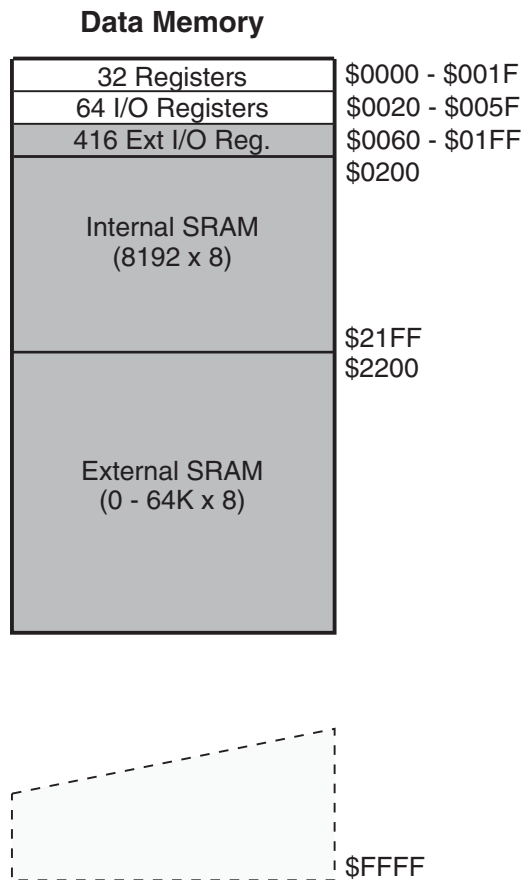 Data Memory
32 Registers $0000 - $001F
64 I/O Registers $0020 - $005F
416 Ext I/O Reg. $0060 - $01FF
$0200
Internal SRAM
(8192 x 8)
$21FF
$2200
External SRAM
(0 - 64K x 8)
$FFFF